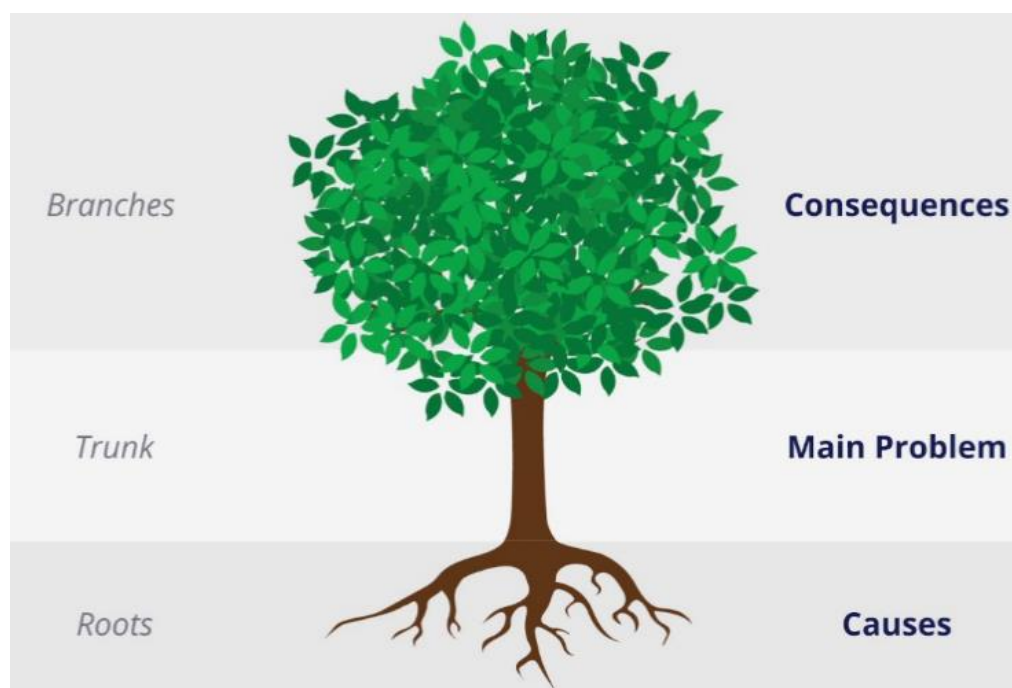 Branches
Consequences
Trunk
Main Problem
Roots
Causes